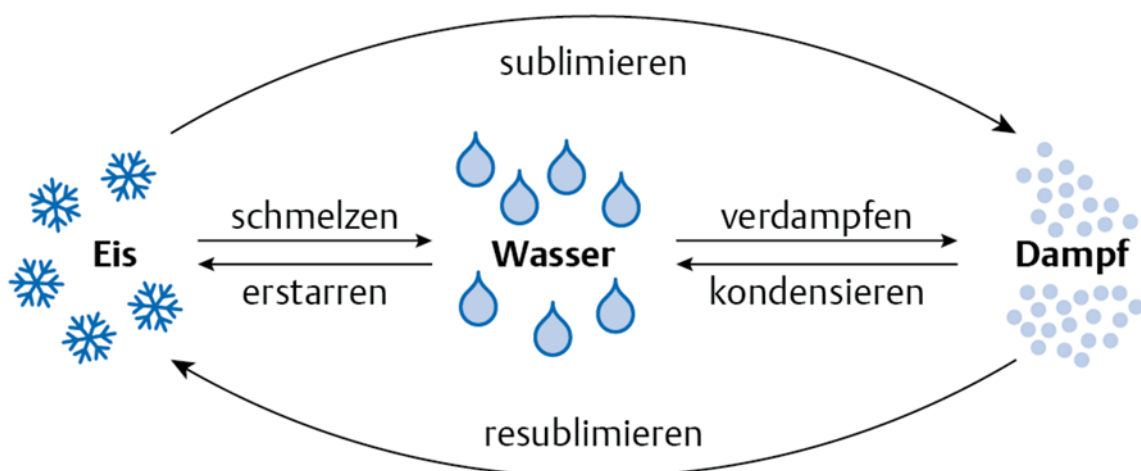 sublimieren
schmelzen
verdampfen
Eis
Wasser
Dampf
erstarren
kondensieren
resublimieren